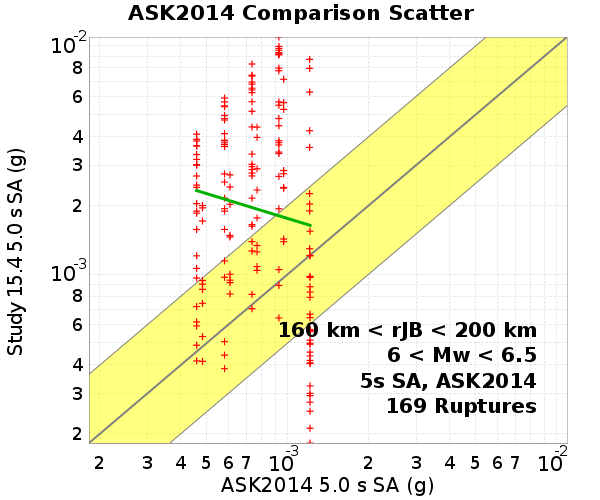 ASK2014 Comparison Scatter
10-2
8
6
4
3
2
10-3
8
6
4
3
2
Study 15.4 5.0 s SA (g)
160 km < rJB < 200 km
6 < Mw < 6.5
5s SA, ASK2014
169 Ruptures
2 3 4 5 6 7 10-3 2 3 4 5 6 7 10-2
ASK2014 5.0 s SA (g)